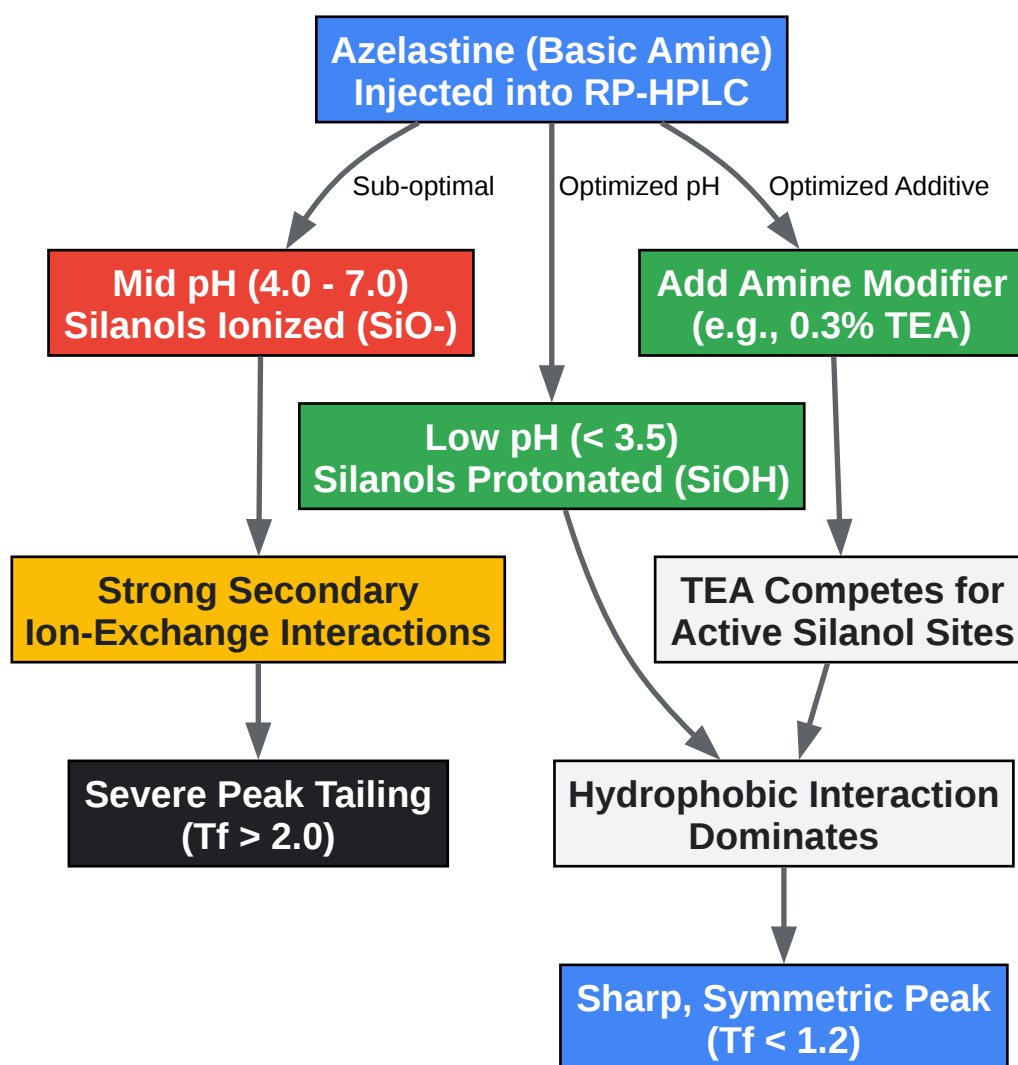 Azelastine (Basic Amine)
Injected into RP-HPLC
Sub-optimal
Optimized pH
Optimized Additive
Mid pH (4.0 - 7.0)
Silanols Ionized (SiO-)
Add Amine Modifier
(e.g., 0.3% TEA)
Low pH (< 3.5)
Silanols Protonated (SiOH)
Strong Secondary
Ion-Exchange Interactions
TEA Competes for
Active Silanol Sites
Severe Peak Tailing
(Tf > 2.0)
Hydrophobic Interaction
Dominates
Sharp, Symmetric Peak
(Tf < 1.2)